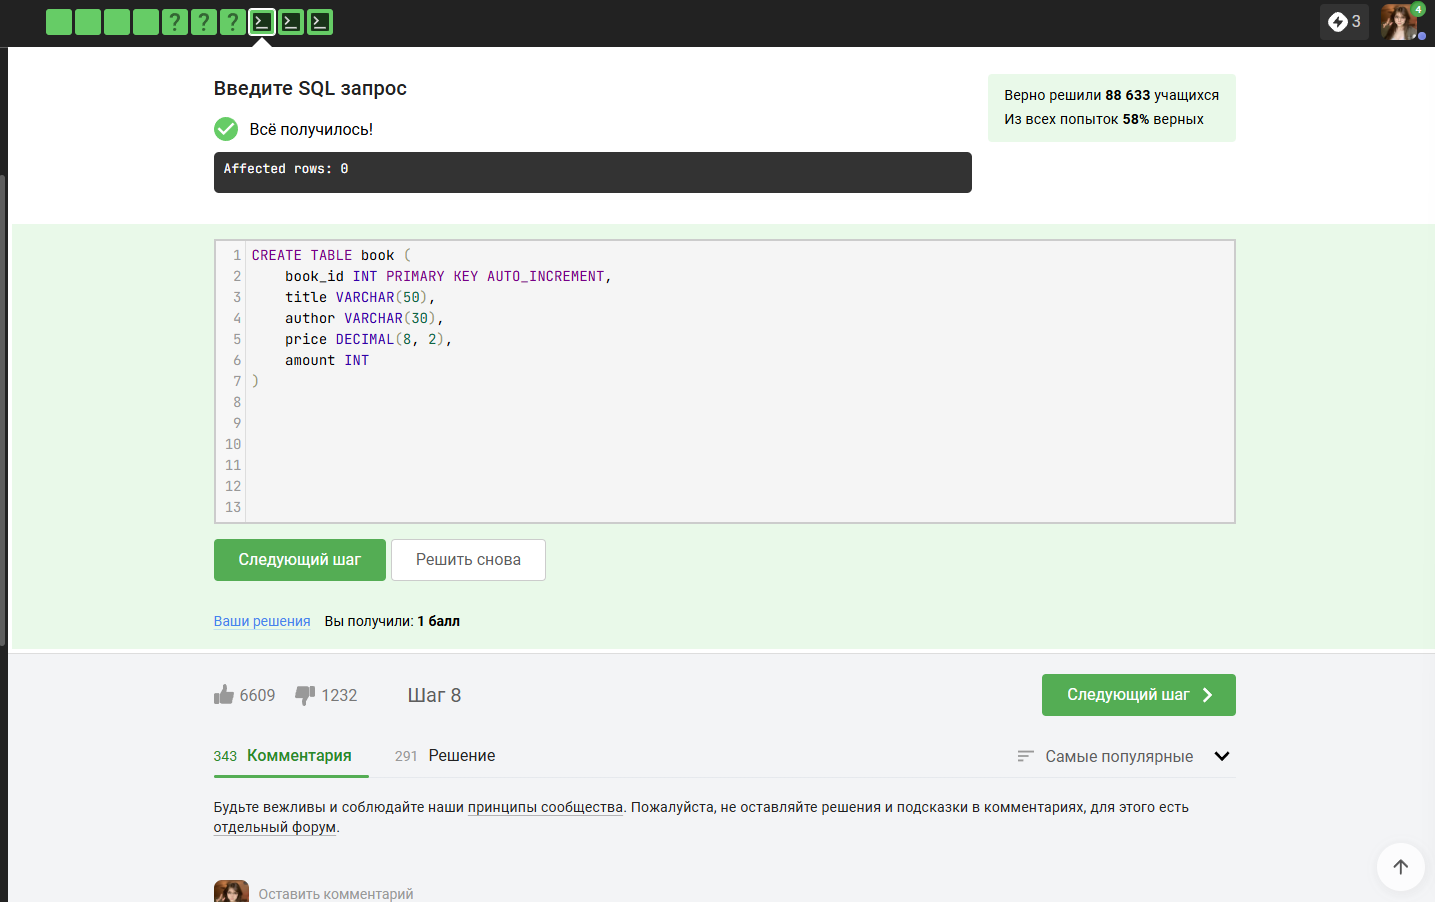 ? ? ?
3
4
Введите SQL запрос
Всё получилось!
Affected rows: 0
Верно решили 88 633 учащихся
Из всех попыток 58% верных
1 CREATE TABLE book (
2 book_id INT PRIMARY KEY AUTO_INCREMENT,
3 title VARCHAR(50),
4 author VARCHAR(30),
5 price DECIMAL(8, 2),
6 amount INT
7 )
8
9
10
11
12
13
Следующий шаг
Решить снова
Ваши решения Вы получили: 1 балл
6609 1232 Шаг 8
Следующий шаг
343 Комментария 291 Решение
Самые популярные
Будьте вежливы и соблюдайте наши принципы сообщества. Пожалуйста, не оставляйте решения и подсказки в комментариях, для этого есть
отдельный форум.
Оставить комментарий